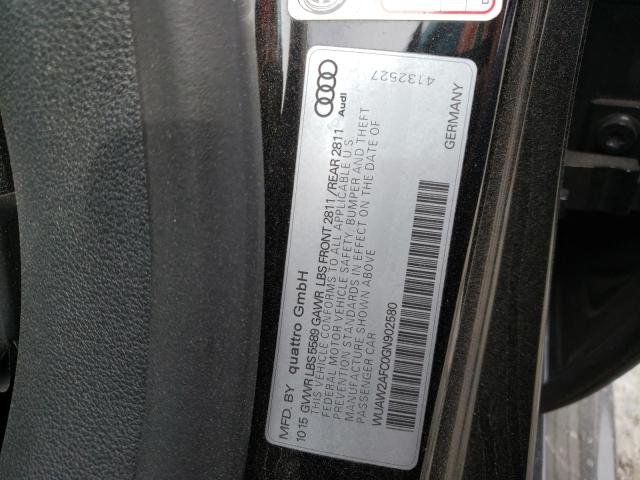 MFD. BY quattro GmbH
10 15 GVWR LBS 5589 GAWR LBS FRONT 2811/REAR 2811
THIS VEHICLE CONFORMS TO ALL APPLICABLE U.S
FEDERAL MOTOR VEHICLE SAFETY, BUMPER AND THEFT
PREVENTION STANDARDS IN EFFECT ON THE DATE OF
MANUFACTURE SHOWN ABOVE
PASSENGER CAR
WUAW2AFC0GN902580
Audi
4132527
GERMANY